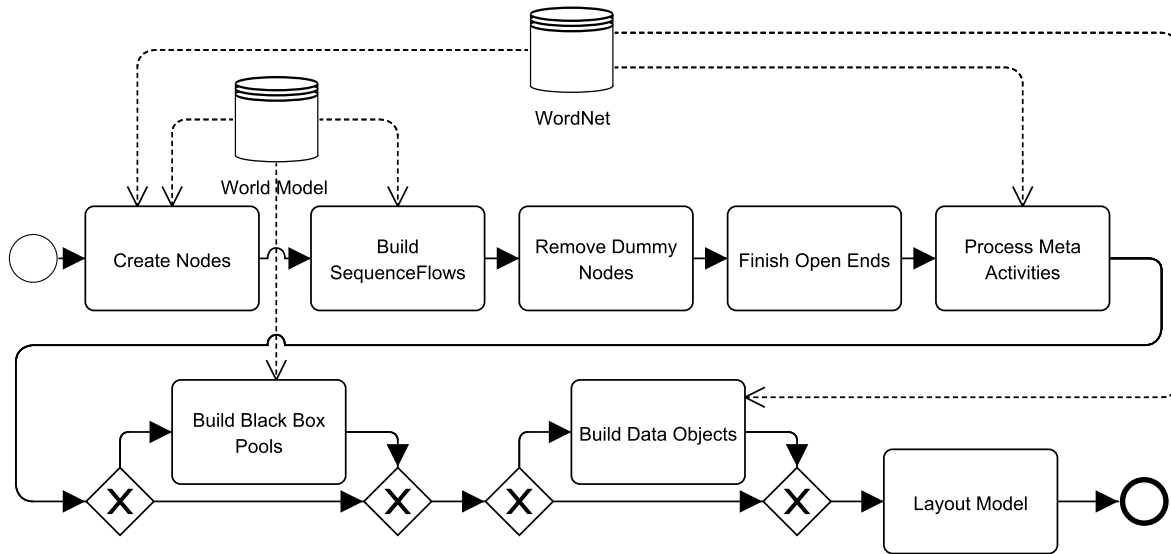 WordNet
World Model
Create Nodes
Build
SequenceFlows
Remove Dummy
Nodes
Finish Open Ends
Process Meta
Activities
Build Black Box
Pools
Build Data Objects
X
X
X
X
Layout Model